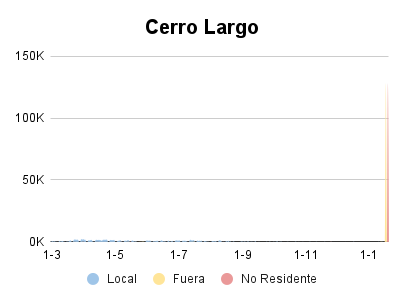 Cerro Largo
150K
100K
50K
0K
1-3 1-5 1-7 1-9 1-11 1-1
Local Fuera No Residente